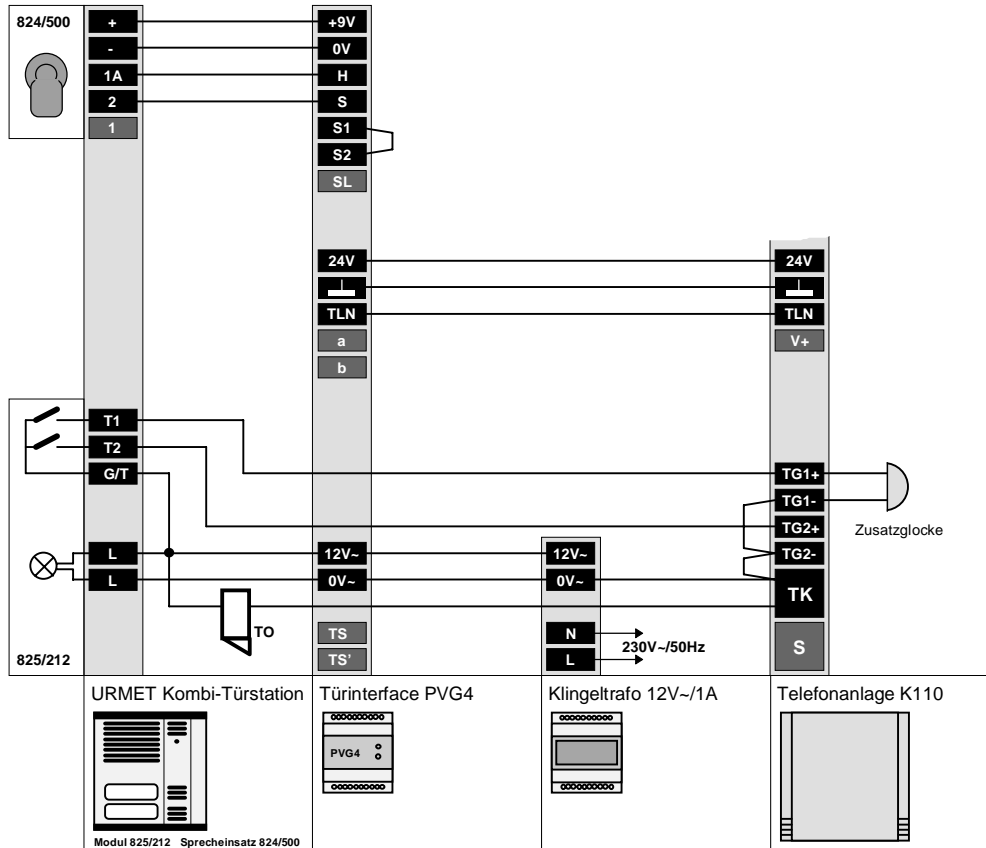 824/500
+
-
1A
2
1
+9V
0V
H
S
S1
S2
SL
24V
TLN
a
b
24V
TLN
V+
T1
T2
G/T
L
L
825/212
TO
12V~
0V~
TS
TS'
12V~
0V~
N
L
230V~/50Hz
TG1+
TG1-
TG2+
TG2-
TK
S
Zusatzglocke
URMET Kombi-Türstation
Türinterface PVG4
Klingeltrafo 12V~/1A
Telefonanlage K110
PVG4
Modul 825/212 Sprecheinsatz 824/500